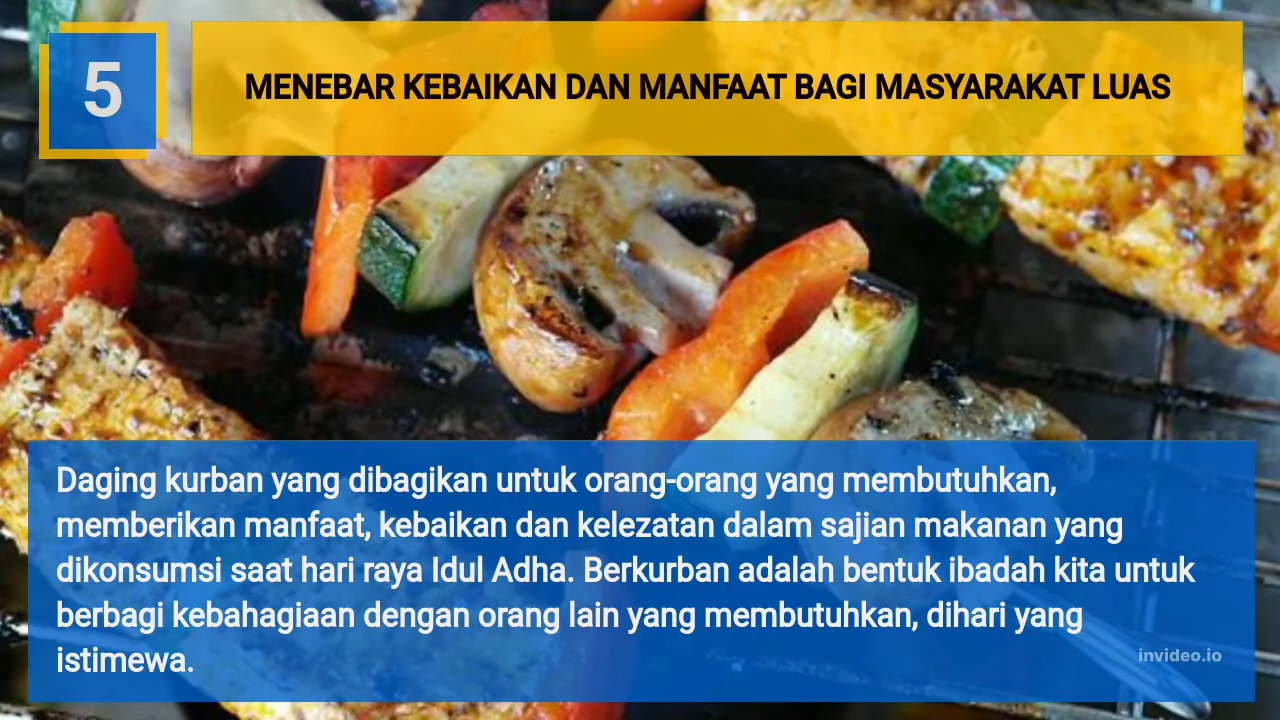 5
MENEBAR KEBAIKAN DAN MANFAAT BAGI MASYARAKAT LUAS
Daging kurban yang dibagikan untuk orang-orang yang membutuhkan,
memberikan manfaat, kebaikan dan kelezatan dalam sajian makanan yang
dikonsumsi saat hari raya Idul Adha. Berkurban adalah bentuk ibadah kita untuk
berbagi kebahagiaan dengan orang lain yang membutuhkan, dihari yang
istimewa.
invideo.io